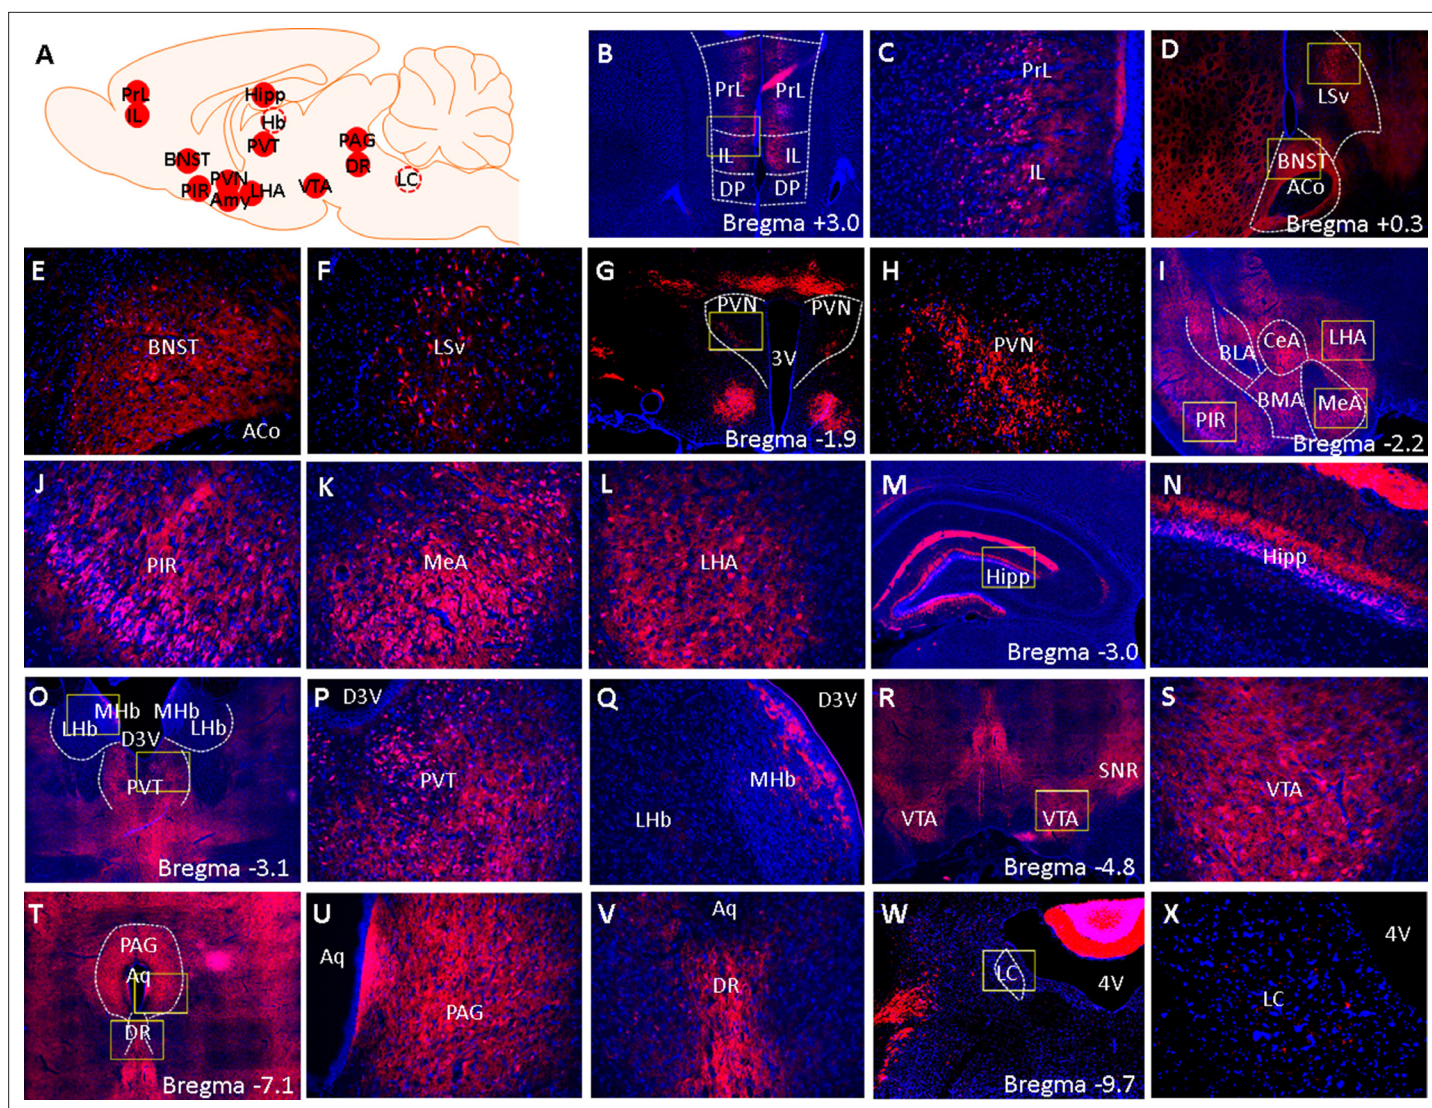 A
PrL
IL
Hipp
Hb
PVT
PAG
DR
BNST
PVN
PIR
Amy
LHA
VTA
LC
B
PrL PrL
IL IL
DP DP
Bregma +3.0
C
PrL
IL
D
LSv
BNST
ACo
Bregma +0.3
E
BNST
ACo
F
LSv
G
PVN PVN
3V
Bregma -1.9
H
PVN
I
CeA LHA
BLA
BMA MeA
PIR
Bregma -2.2
J
PIR
K
MeA
L
LHA
M
Hipp
Bregma -3.0
N
Hipp
O
MHb MHb
LHb LHb
D3V
PVT
Bregma -3.1
P
D3V
PVT
Q
D3V
MHb
LHb
R
SNR
VTA VTA
Bregma -4.8
S
VTA
T
PAG
Aq
DR
Bregma -7.1
U
Aq
PAG
V
Aq
DR
W
LC
4V
Bregma -9.7
X
4V
LC